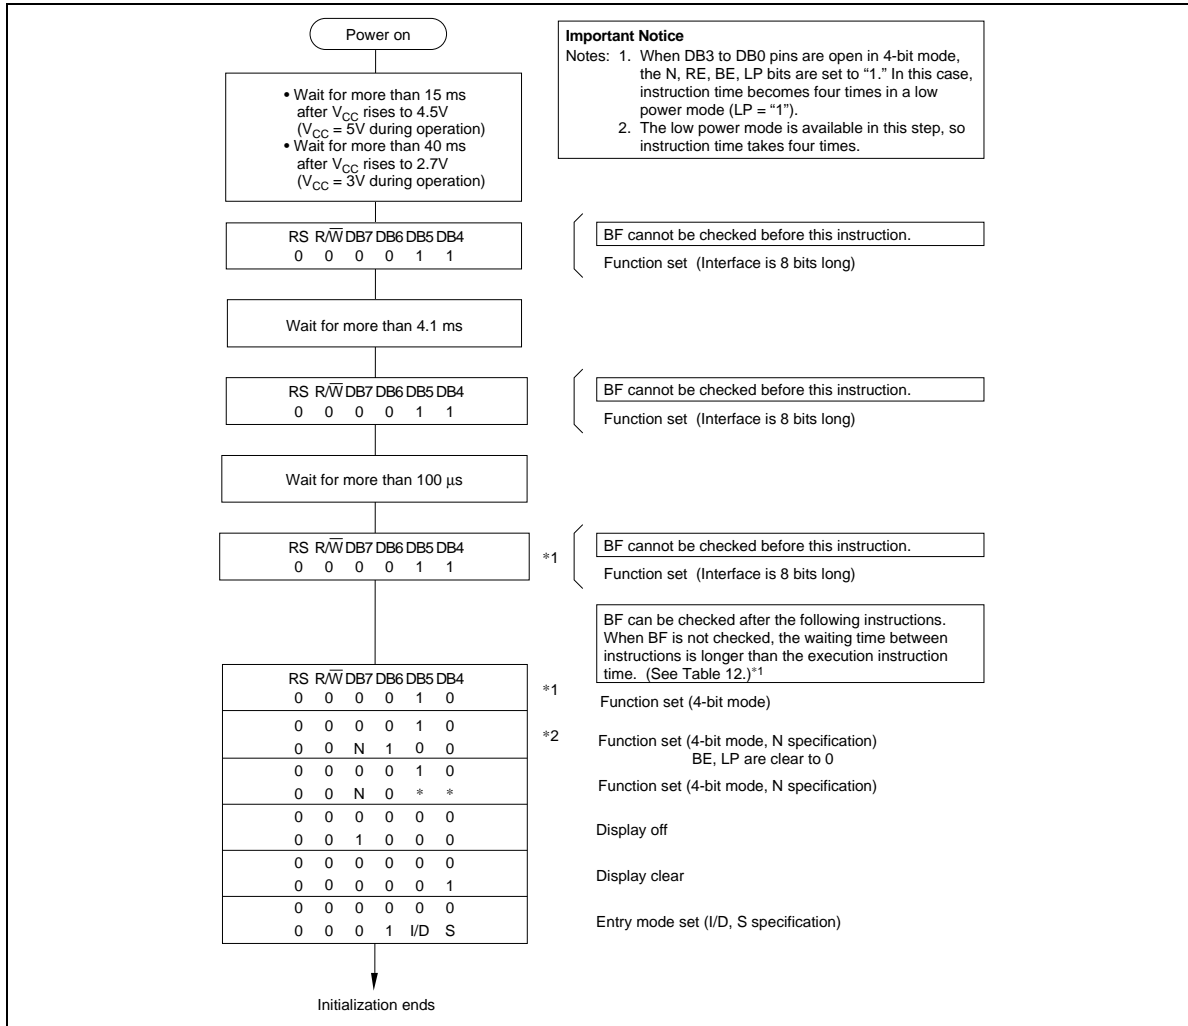 Power on
Important Notice
Notes: 1. When DB3 to DB0 pins are open in 4-bit mode,
the N, RE, BE, LP bits are set to “1.” In this case,
instruction time becomes four times in a low
power mode (LP = “1”).
2. The low power mode is available in this step, so
instruction time takes four times.
• Wait for more than 15 ms
after VCC rises to 4.5V
(VCC = 5V during operation)
• Wait for more than 40 ms
after VCC rises to 2.7V
(VCC = 3V during operation)
RS R/W̅ DB7 DB6 DB5 DB4
0 0 0 0 1 1
BF cannot be checked before this instruction.
Function set (Interface is 8 bits long)
Wait for more than 4.1 ms
RS R/W̅ DB7 DB6 DB5 DB4
0 0 0 0 1 1
BF cannot be checked before this instruction.
Function set (Interface is 8 bits long)
Wait for more than 100 µs
RS R/W̅ DB7 DB6 DB5 DB4
0 0 0 0 1 1
*1
BF cannot be checked before this instruction.
Function set (Interface is 8 bits long)
BF can be checked after the following instructions.
When BF is not checked, the waiting time between
instructions is longer than the execution instruction
time. (See Table 12.)*1
RS R/W̅ DB7 DB6 DB5 DB4
0 0 0 0 1 0
*1
Function set (4-bit mode)
0 0 0 0 1 0
0 0 N 1 0 0
*2
Function set (4-bit mode, N specification)
BE, LP are clear to 0
0 0 0 0 1 0
0 0 N 0 * *
Function set (4-bit mode, N specification)
0 0 0 0 0 0
0 0 1 0 0 0
Display off
0 0 0 0 0 0
0 0 0 0 0 1
Display clear
0 0 0 0 0 0
0 0 0 1 I/D S
Entry mode set (I/D, S specification)
Initialization ends